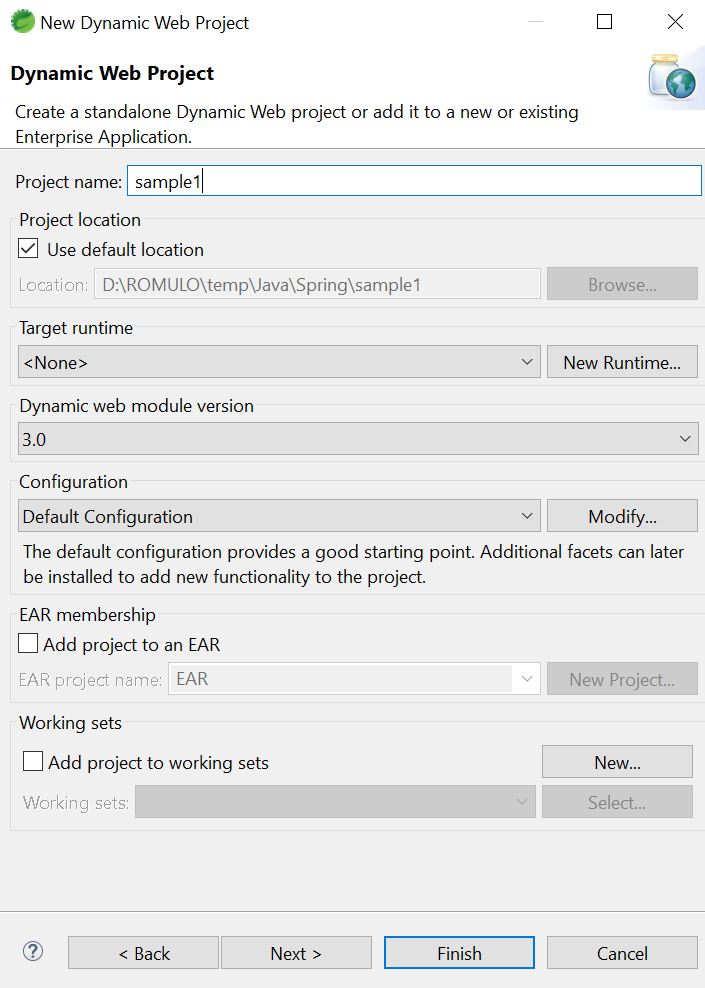 New Dynamic Web Project
Dynamic Web Project
Create a standalone Dynamic Web project or add it to a new or existing
Enterprise Application.
Project name: sample1
Project location
Use default location
Location: D:\ROMULO\temp\Java\Spring\sample1 Browse...
Target runtime
<None> New Runtime...
Dynamic web module version
3.0
Configuration
Default Configuration Modify...
The default configuration provides a good starting point. Additional facets can later
be installed to add new functionality to the project.
EAR membership
Add project to an EAR
EAR project name: EAR New Project...
Working sets
Add project to working sets New...
Working sets: Select...
? < Back Next > Finish Cancel